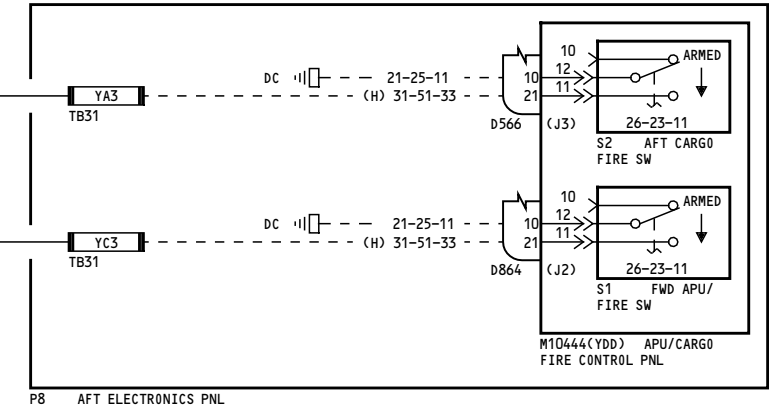 10
ARMED
DC 21-25-11 10 12
YA3 (H) 31-51-33 21 11
TB31
D566 (J3) 26-23-11
S2 AFT CARGO
FIRE SW
10
ARMED
DC 21-25-11 10 12
YC3 (H) 31-51-33 21 11
TB31
D864 (J2) 26-23-11
S1 FWD APU/
FIRE SW
M10444(YDD) APU/CARGO
FIRE CONTROL PNL
P8 AFT ELECTRONICS PNL